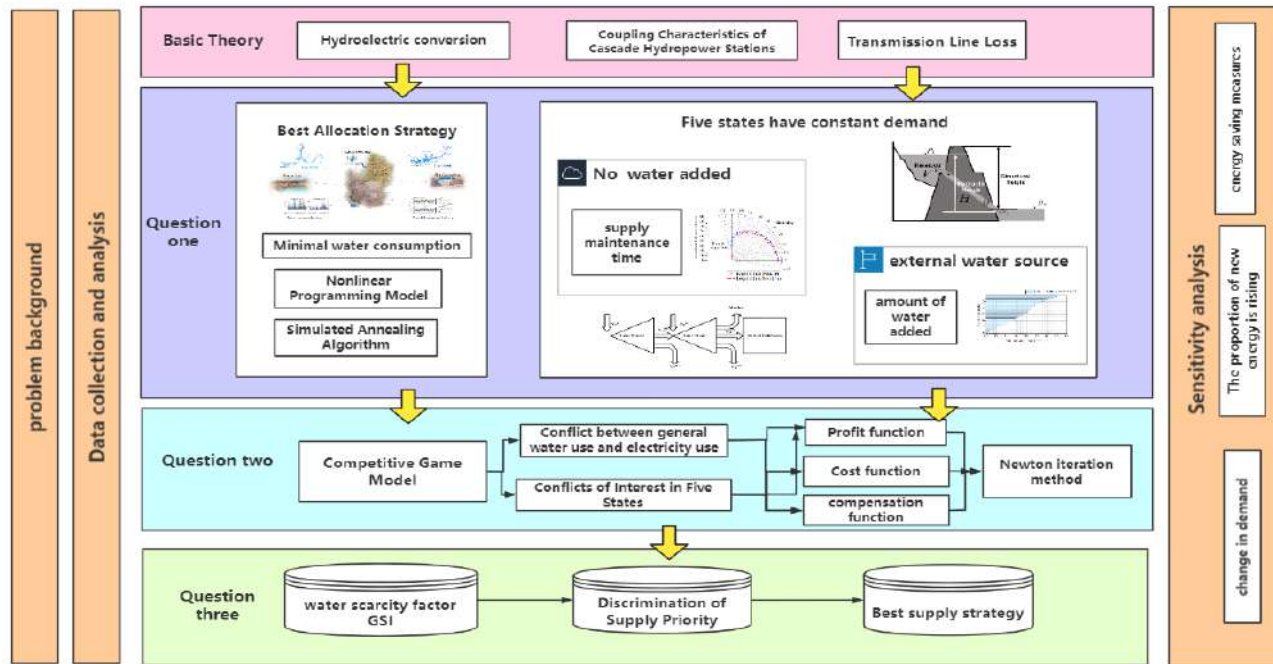 problem background
Data collection and analysis
Basic Theory
Hydroelectric conversion
Coupling Characteristics of
Cascade Hydropower Stations
Transmission Line Loss
Question
one
Best Allocation Strategy
Minimal water consumption
Nonlinear
Programming Model
Simulated Annealing
Algorithm
Five states have constant demand
No water added
supply
maintenance
time
external water source
amount of
water
added
Question two
Competitive Game
Model
Conflict between general
water use and electricity use
Conflicts of Interest in Five
States
Profit function
Cost function
compensation
function
Newton iteration
method
Question
three
water scarcity factor
GSI
Discrimination of
Supply Priority
Best supply strategy
Sensitivity analysis
energy saving measures
The proportion of new
energy is rising
change in demand